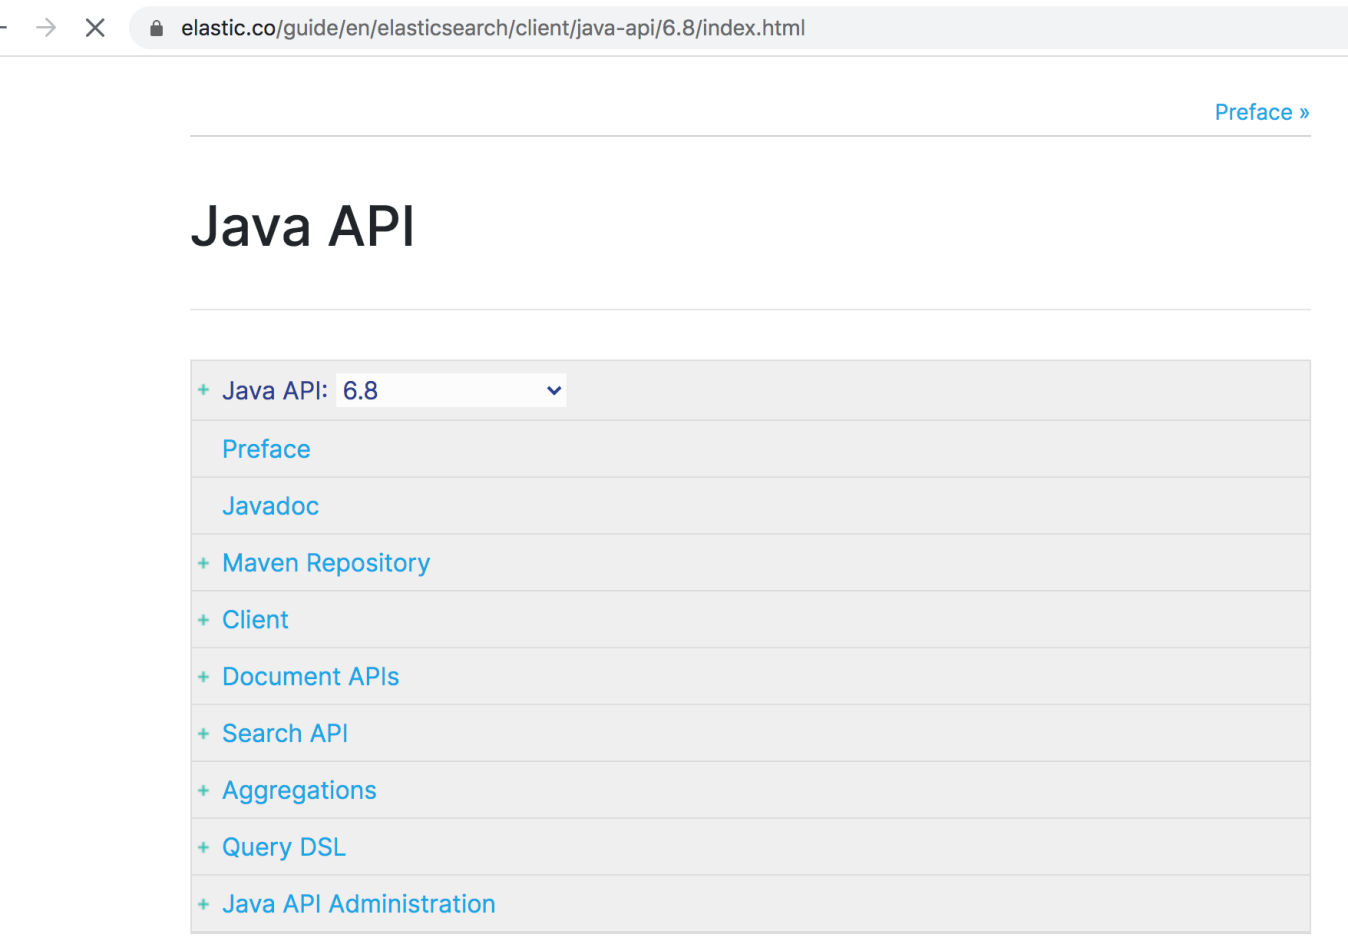 elastic.co/guide/en/elasticsearch/client/java-api/6.8/index.html
Preface »
Java API
+ Java API: 6.8
Preface
Javadoc
+ Maven Repository
+ Client
+ Document APIs
+ Search API
+ Aggregations
+ Query DSL
+ Java API Administration